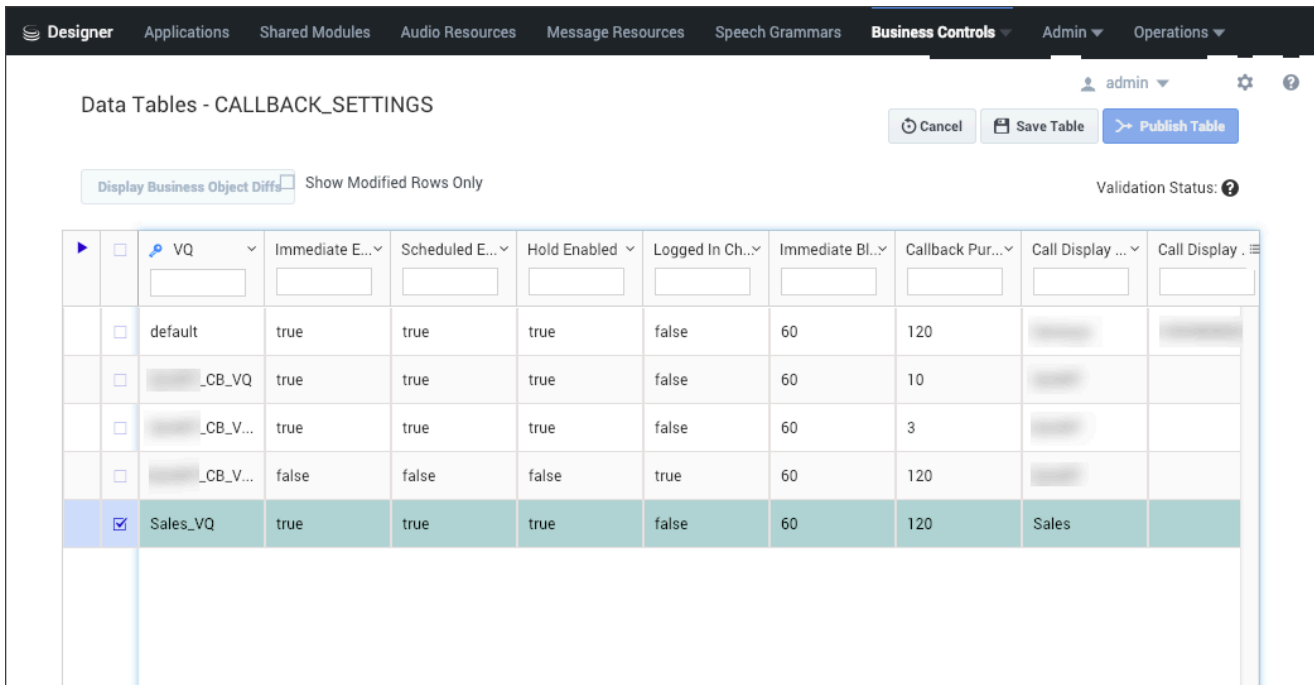 Designer Applications Shared Modules Audio Resources Message Resources Speech Grammars Business Controls Admin Operations
admin
Data Tables - CALLBACK_SETTINGS
Cancel Save Table Publish Table
Display Business Object Diffs Show Modified Rows Only Validation Status:
VQ Immediate E... Scheduled E... Hold Enabled Logged In Ch... Immediate Bl... Callback Pur... Call Display ... Call Display .
default true true true false 60 120
_CB_VQ true true true false 60 10
_CB_V... true true true false 60 3
_CB_V... false false false true 60 120
Sales_VQ true true true false 60 120 Sales